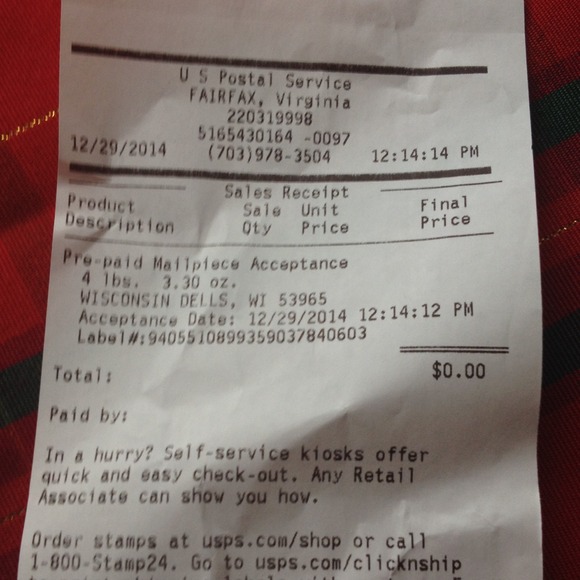 U S Postal Service
FAIRFAX, Virginia
220319998
5165430164 -0097
12/29/2014 (703)978-3504 12:14:14 PM
Sales Receipt
Product Sale Unit Final
Description Qty Price Price
Pre-paid Mailpiece Acceptance
4 lbs. 3.30 oz.
WISCONSIN DELLS, WI 53965
Acceptance Date: 12/29/2014 12:14:12 PM
Label#:9405510899359037840603
Total: $0.00
Paid by:
In a hurry? Self-service kiosks offer
quick and easy check-out. Any Retail
Associate can show you how.
Order stamps at usps.com/shop or call
1-800-Stamp24. Go to usps.com/clicknship